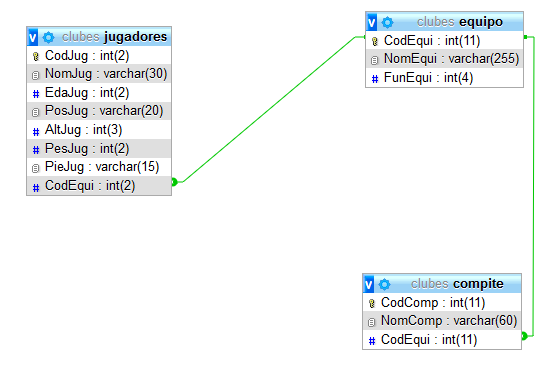 clubes jugadores
CodJug : int(2)
NomJug : varchar(30)
EdaJug : int(2)
PosJug : varchar(20)
AltJug : int(3)
PesJug : int(2)
PieJug : varchar(15)
CodEqui : int(2)
clubes equipo
CodEqui : int(11)
NomEqui : varchar(255)
FunEqui : int(4)
clubes compite
CodComp : int(11)
NomComp : varchar(60)
CodEqui : int(11)